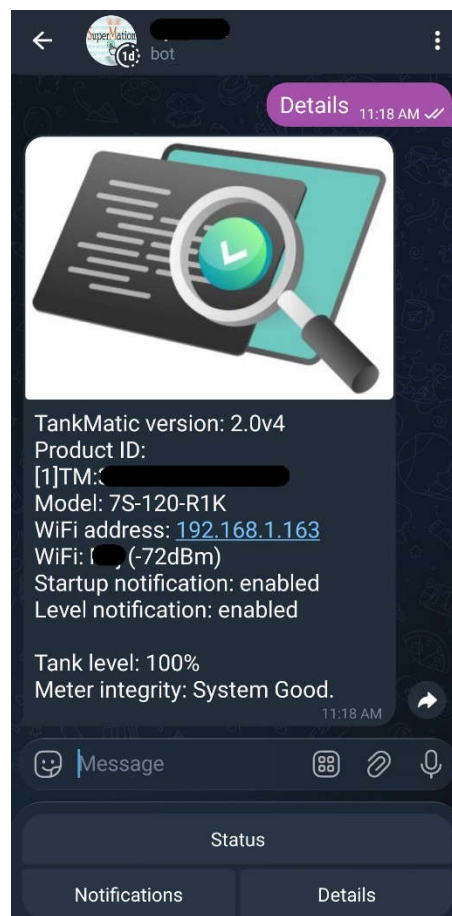 SuperMation
1d
bot
Details 11:18 AM
TankMatic version: 2.0v4
Product ID:
[1]TM:
Model: 7S-120-R1K
WiFi address: 192.168.1.163
WiFi: (-72dBm)
Startup notification: enabled
Level notification: enabled
Tank level: 100%
Meter integrity: System Good.
11:18 AM
Message
Status
Notifications Details